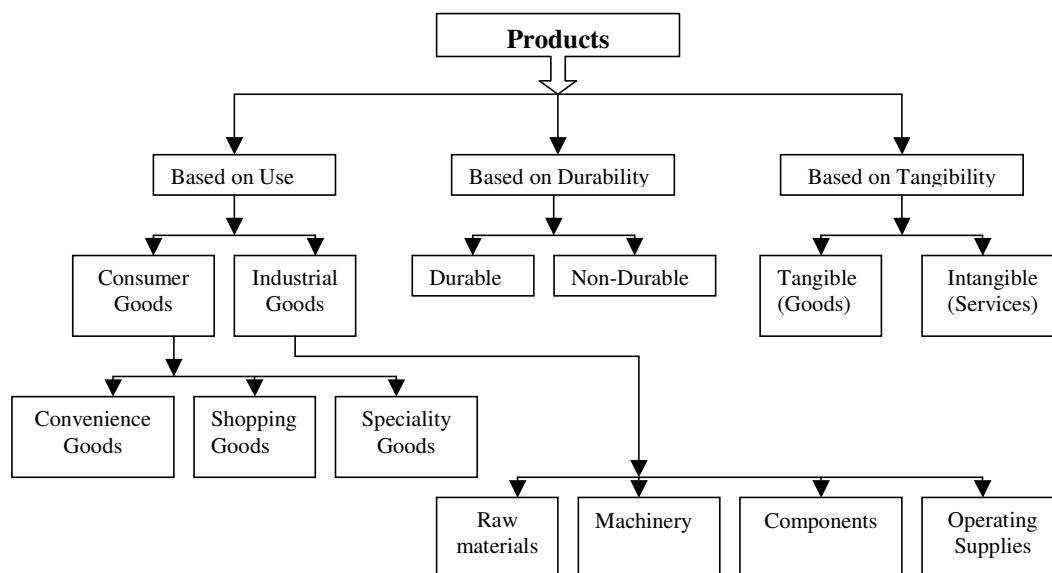 Products
Based on Use
Based on Durability
Based on Tangibility
Consumer
Goods
Industrial
Goods
Durable
Non-Durable
Tangible
(Goods)
Intangible
(Services)
Convenience
Goods
Shopping
Goods
Speciality
Goods
Raw
materials
Machinery
Components
Operating
Supplies